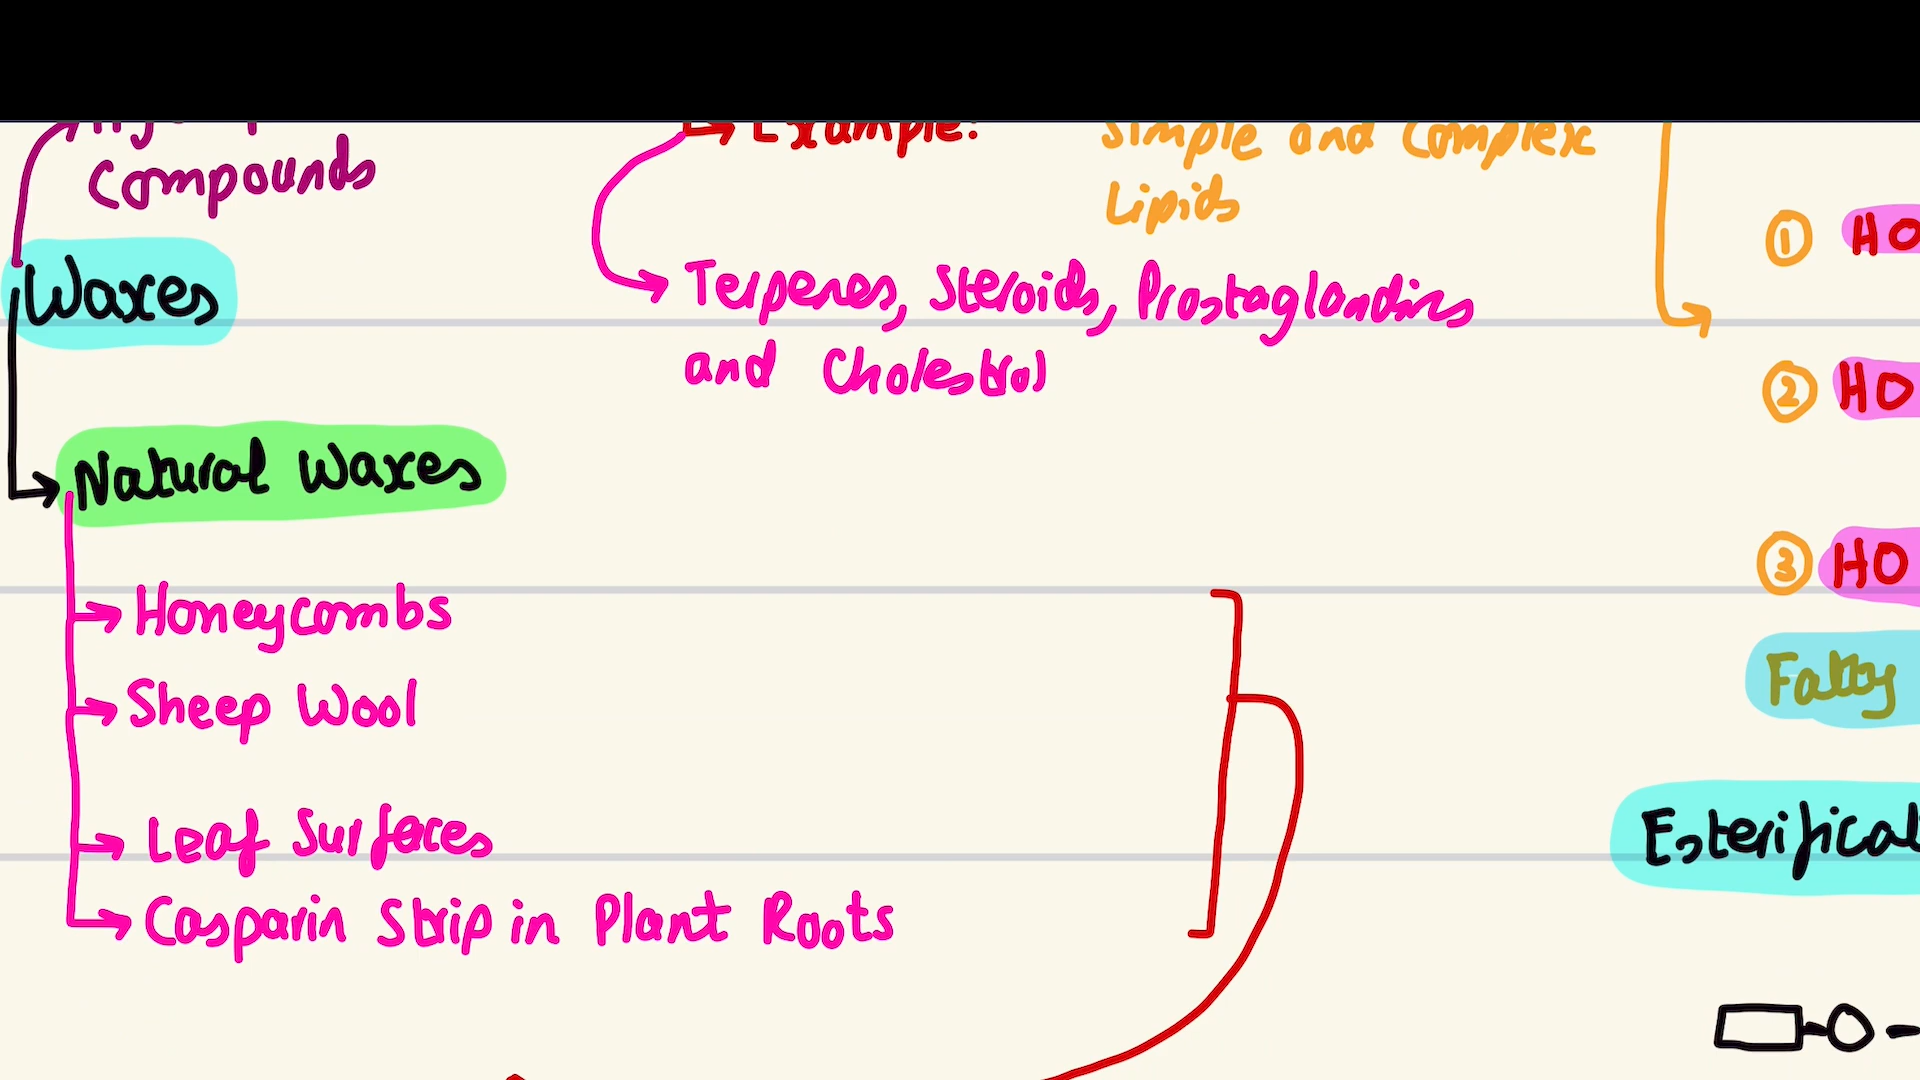 Compounds
Waxes
Natural Waxes
Honeycombs
Sheep Wool
Leaf Surfaces
Casparin Strip in Plant Roots
Example:
Terpenes, Steroids, Prostaglandins
and Cholestrol
Simple and Complex
Lipids
① HO
② HO
③ HO
Fatty
Esterificat